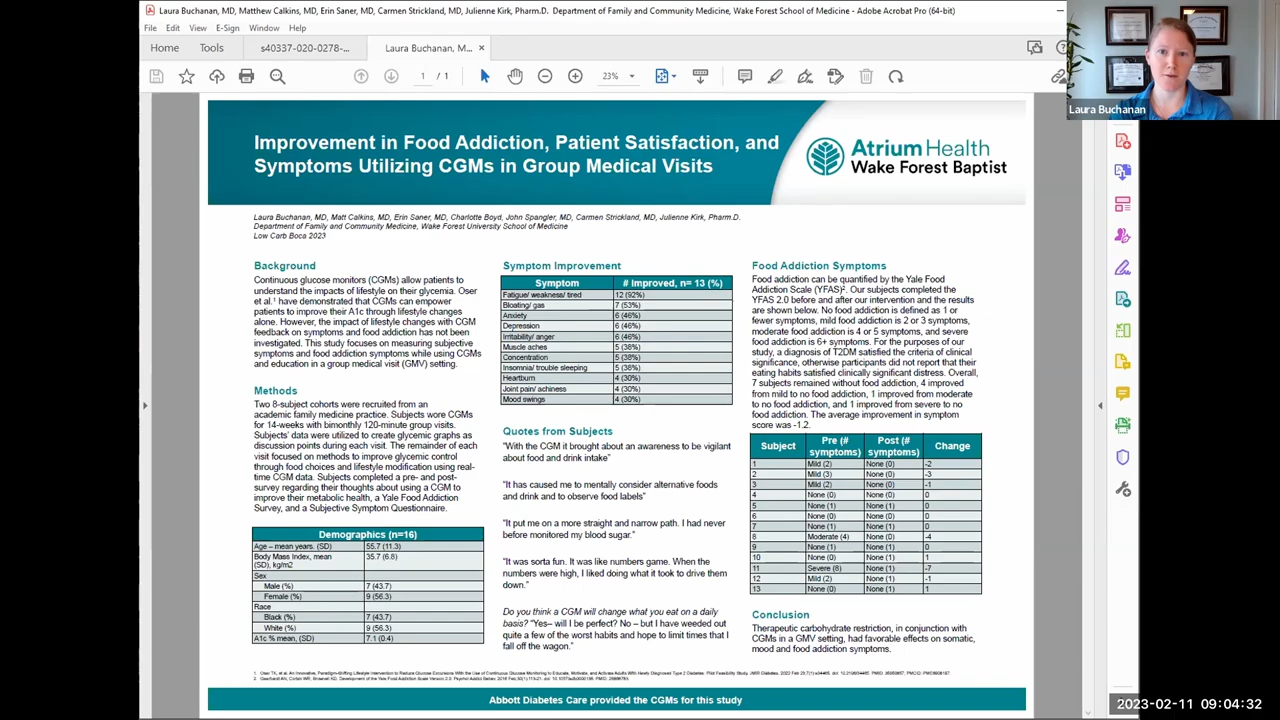 Laura Buchanan, MD, Matthew Calkins, MD, Erin Saner, MD, Carmen Strickland, MD, Julienne Kirk, Pharm.D. Department of Family and Community Medicine, Wake Forest School of Medicine - Adobe Acrobat Pro (64-bit)
File Edit View E-Sign Window Help
Home Tools s40337-020-0278-... Laura Buchanan, M...
23%
Laura Buchanan
Improvement in Food Addiction, Patient Satisfaction, and
Symptoms Utilizing CGMs in Group Medical Visits
Atrium Health
Wake Forest Baptist
Laura Buchanan, MD, Matt Calkins, MD, Erin Saner, MD, Charlotte Boyd, John Spangler, MD, Carmen Strickland, MD, Julienne Kirk, Pharm.D.
Department of Family and Community Medicine, Wake Forest University School of Medicine
Low Carb Boca 2023
Background
Continuous glucose monitors (CGMs) allow patients to
understand the impacts of lifestyle on their glycemia. Oser
et al.¹ have demonstrated that CGMs can empower
patients to improve their A1c through lifestyle changes
alone. However, the impact of lifestyle changes with CGM
feedback on symptoms and food addiction has not been
investigated. This study focuses on measuring subjective
symptoms and food addiction symptoms while using CGMs
and education in a group medical visit (GMV) setting.
Methods
Two 8-subject cohorts were recruited from an
academic family medicine practice. Subjects wore CGMs
for 14-weeks with bimonthly 120-minute group visits.
Subjects' data were utilized to create glycemic graphs as
discussion points during each visit. The remainder of each
visit focused on methods to improve glycemic control
through food choices and lifestyle modification using real-
time CGM data. Subjects completed a pre- and post-
survey regarding their thoughts about using a CGM to
improve their metabolic health, a Yale Food Addiction
Survey, and a Subjective Symptom Questionnaire.
Demographics (n=16)
Age – mean years. (SD) 55.7 (11.3)
Body Mass Index, mean 35.7 (6.8)
(SD), kg/m2
Sex
Male (%) 7 (43.7)
Female (%) 9 (56.3)
Race
Black (%) 7 (43.7)
White (%) 9 (56.3)
A1c % mean, (SD) 7.1 (0.4)
Symptom Improvement
Symptom # Improved, n= 13 (%)
Fatigue/ weakness/ tired 12 (92%)
Bloating/ gas 7 (53%)
Anxiety 6 (46%)
Depression 6 (46%)
Irritability/ anger 6 (46%)
Muscle aches 5 (38%)
Concentration 5 (38%)
Insomnia/ trouble sleeping 5 (38%)
Heartburn 4 (30%)
Joint pain/ achiness 4 (30%)
Mood swings 4 (30%)
Quotes from Subjects
"With the CGM it brought about an awareness to be vigilant
about food and drink intake"
"It has caused me to mentally consider alternative foods
and drink and to observe food labels"
"It put me on a more straight and narrow path. I had never
before monitored my blood sugar."
"It was sorta fun. It was like numbers game. When the
numbers were high, I liked doing what it took to drive them
down."
Do you think a CGM will change what you eat on a daily
basis? "Yes– will I be perfect? No – but I have weeded out
quite a few of the worst habits and hope to limit times that I
fall off the wagon."
Food Addiction Symptoms
Food addiction can be quantified by the Yale Food
Addiction Scale (YFAS)². Our subjects completed the
YFAS 2.0 before and after our intervention and the results
are shown below. No food addiction is defined as 1 or
fewer symptoms, mild food addiction is 2 or 3 symptoms,
moderate food addiction is 4 or 5 symptoms, and severe
food addiction is 6+ symptoms. For the purposes of our
study, a diagnosis of T2DM satisfied the criteria of clinical
significance, otherwise participants did not report that their
eating habits satisfied clinically significant distress. Overall,
7 subjects remained without food addiction, 4 improved
from mild to no food addiction, 1 improved from moderate
to no food addiction, and 1 improved from severe to no
food addiction. The average improvement in symptom
score was -1.2.
Subject Pre (# symptoms) Post (# symptoms) Change
1 Mild (2) None (0) -2
2 Mild (3) None (0) -3
3 Mild (2) None (1) -1
4 None (0) None (0) 0
5 None (1) None (1) 0
6 None (0) None (0) 0
7 None (1) None (1) 0
8 Moderate (4) None (0) -4
9 None (1) None (1) 0
10 None (0) None (1) 1
11 Severe (8) None (1) -7
12 Mild (2) None (1) -1
13 None (0) None (1) 1
Conclusion
Therapeutic carbohydrate restriction, in conjunction with
CGMs in a GMV setting, had favorable effects on somatic,
mood and food addiction symptoms.
Abbott Diabetes Care provided the CGMs for this study
2023-02-11 09:04:32